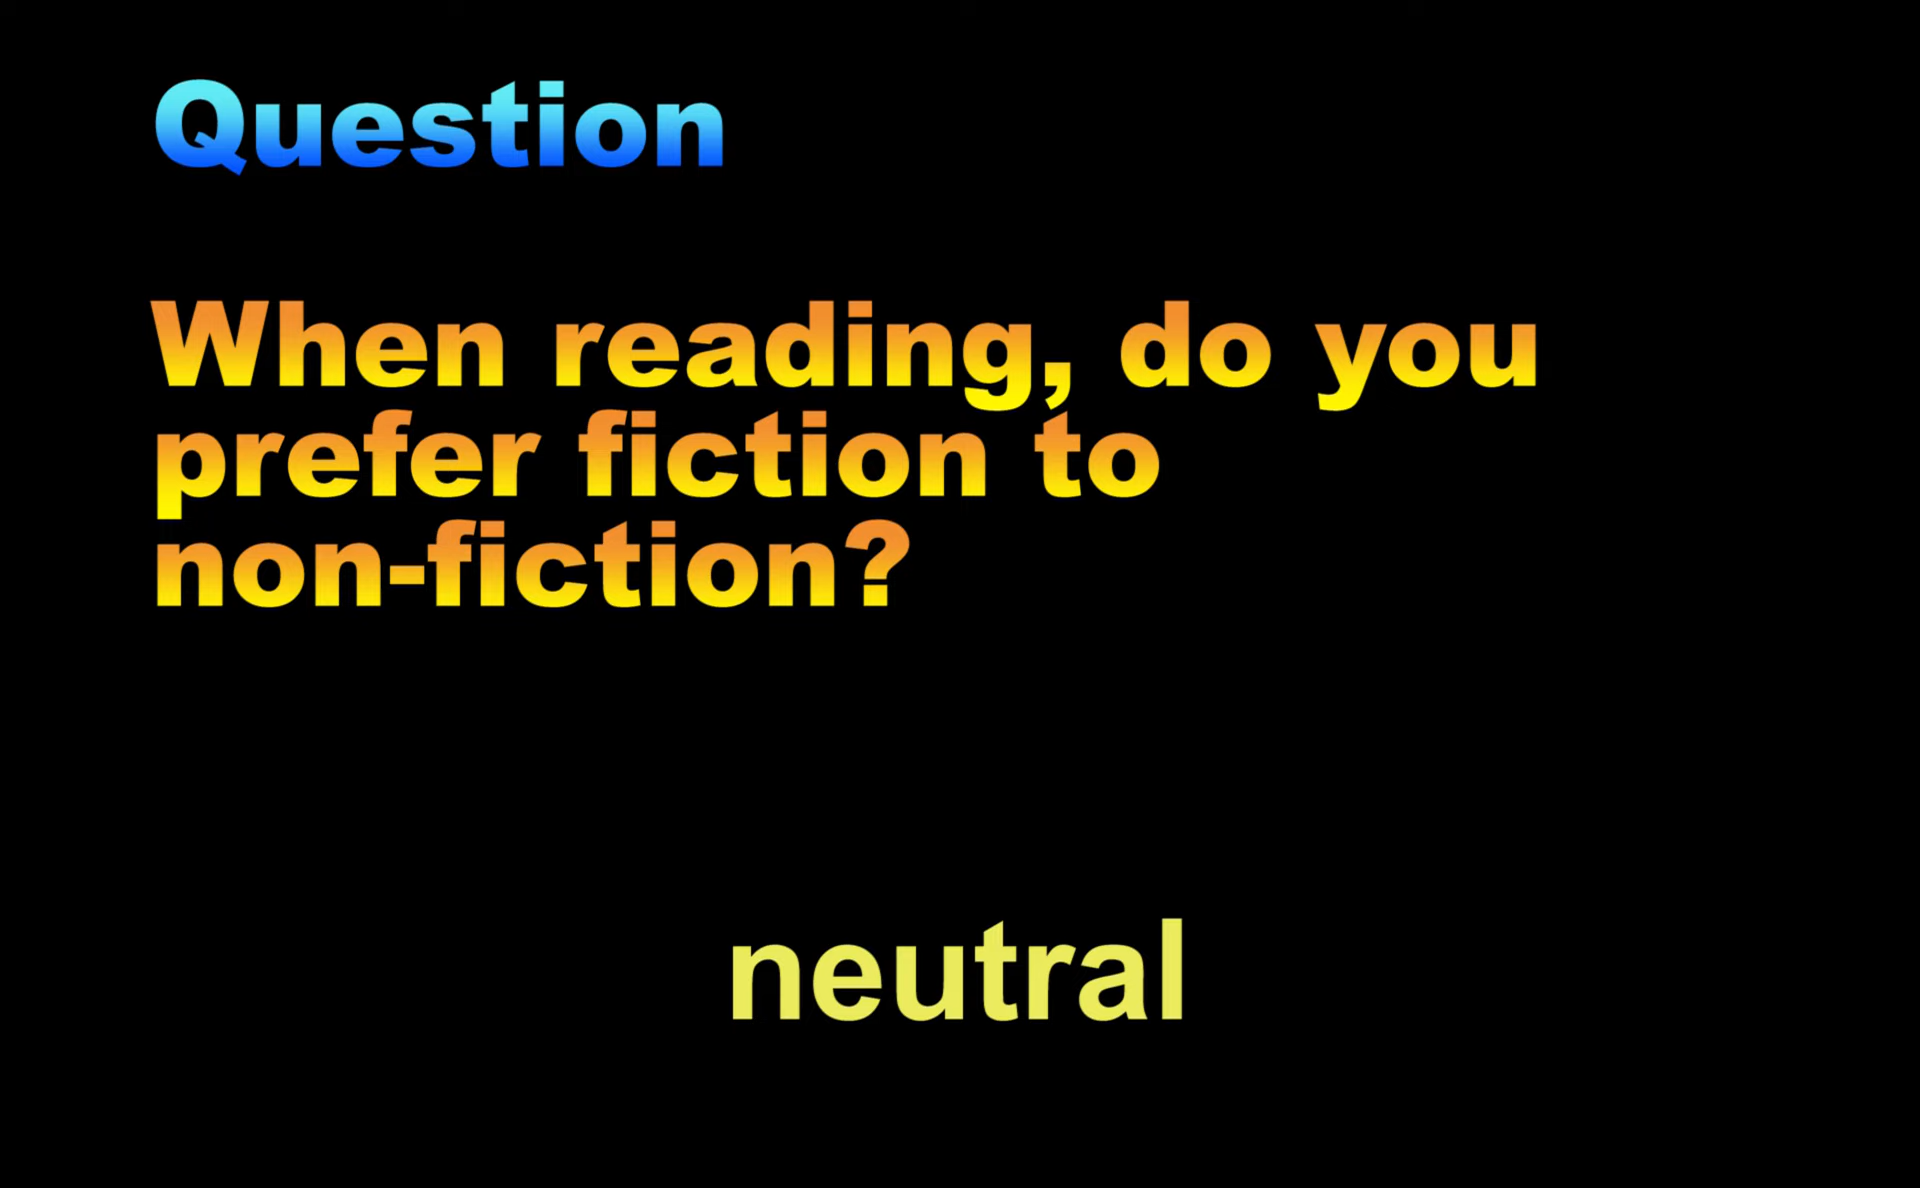 Question
When reading, do you
prefer fiction to
non-fiction?
neutral